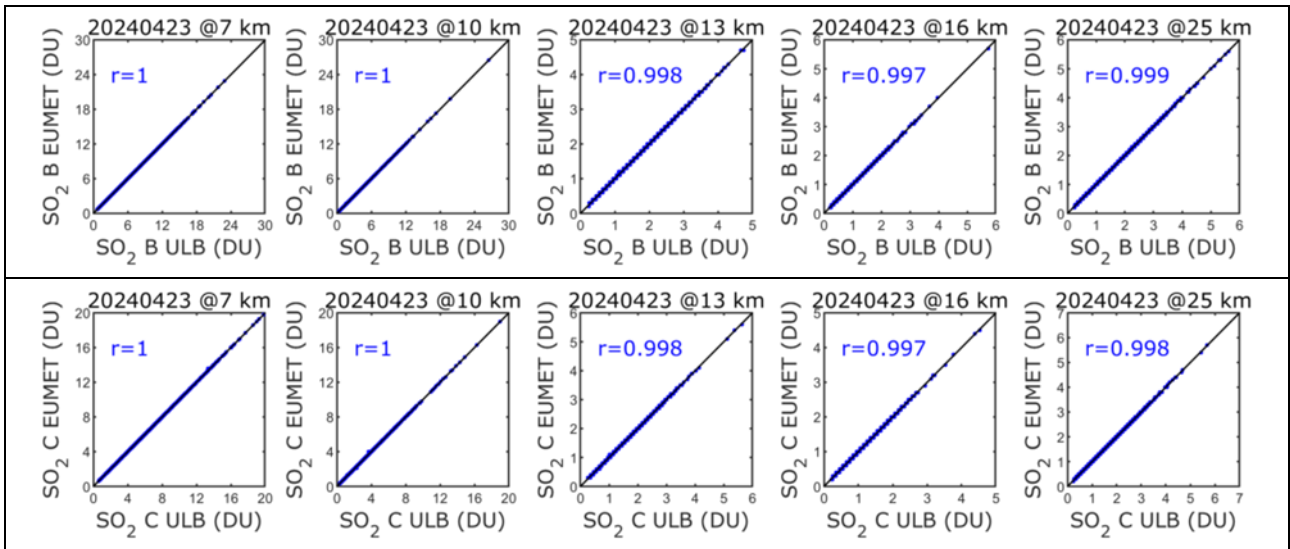 20240423 @7 km 20240423 @10 km 20240423 @13 km 20240423 @16 km 20240423 @25 km
SO2 B EUMET (DU) SO2 B EUMET (DU) SO2 B EUMET (DU) SO2 B EUMET (DU) SO2 B EUMET (DU)
30 30 5 6 6
r=1 r=1 r=0.998 r=0.997 r=0.999
24 24 4 5 5
18 18 3 4 4
12 12 2 3 3
6 6 1 2 2
1 1
0 0 0 0 0
0 6 12 18 24 30 0 6 12 18 24 30 0 1 2 3 4 5 0 1 2 3 4 5 6 0 1 2 3 4 5 6
SO2 B ULB (DU) SO2 B ULB (DU) SO2 B ULB (DU) SO2 B ULB (DU) SO2 B ULB (DU)
20240423 @7 km 20240423 @10 km 20240423 @13 km 20240423 @16 km 20240423 @25 km
SO2 C EUMET (DU) SO2 C EUMET (DU) SO2 C EUMET (DU) SO2 C EUMET (DU) SO2 C EUMET (DU)
20 20 6 5 7
r=1 r=1 r=0.998 r=0.997 r=0.998
16 16 5 4 6
12 12 4 3 5
8 8 3 2 4
4 4 2 1 3
1 2
1
0 0 0 0 0
0 4 8 12 16 20 0 4 8 12 16 20 0 1 2 3 4 5 6 0 1 2 3 4 5 0 1 2 3 4 5 6 7
SO2 C ULB (DU) SO2 C ULB (DU) SO2 C ULB (DU) SO2 C ULB (DU) SO2 C ULB (DU)